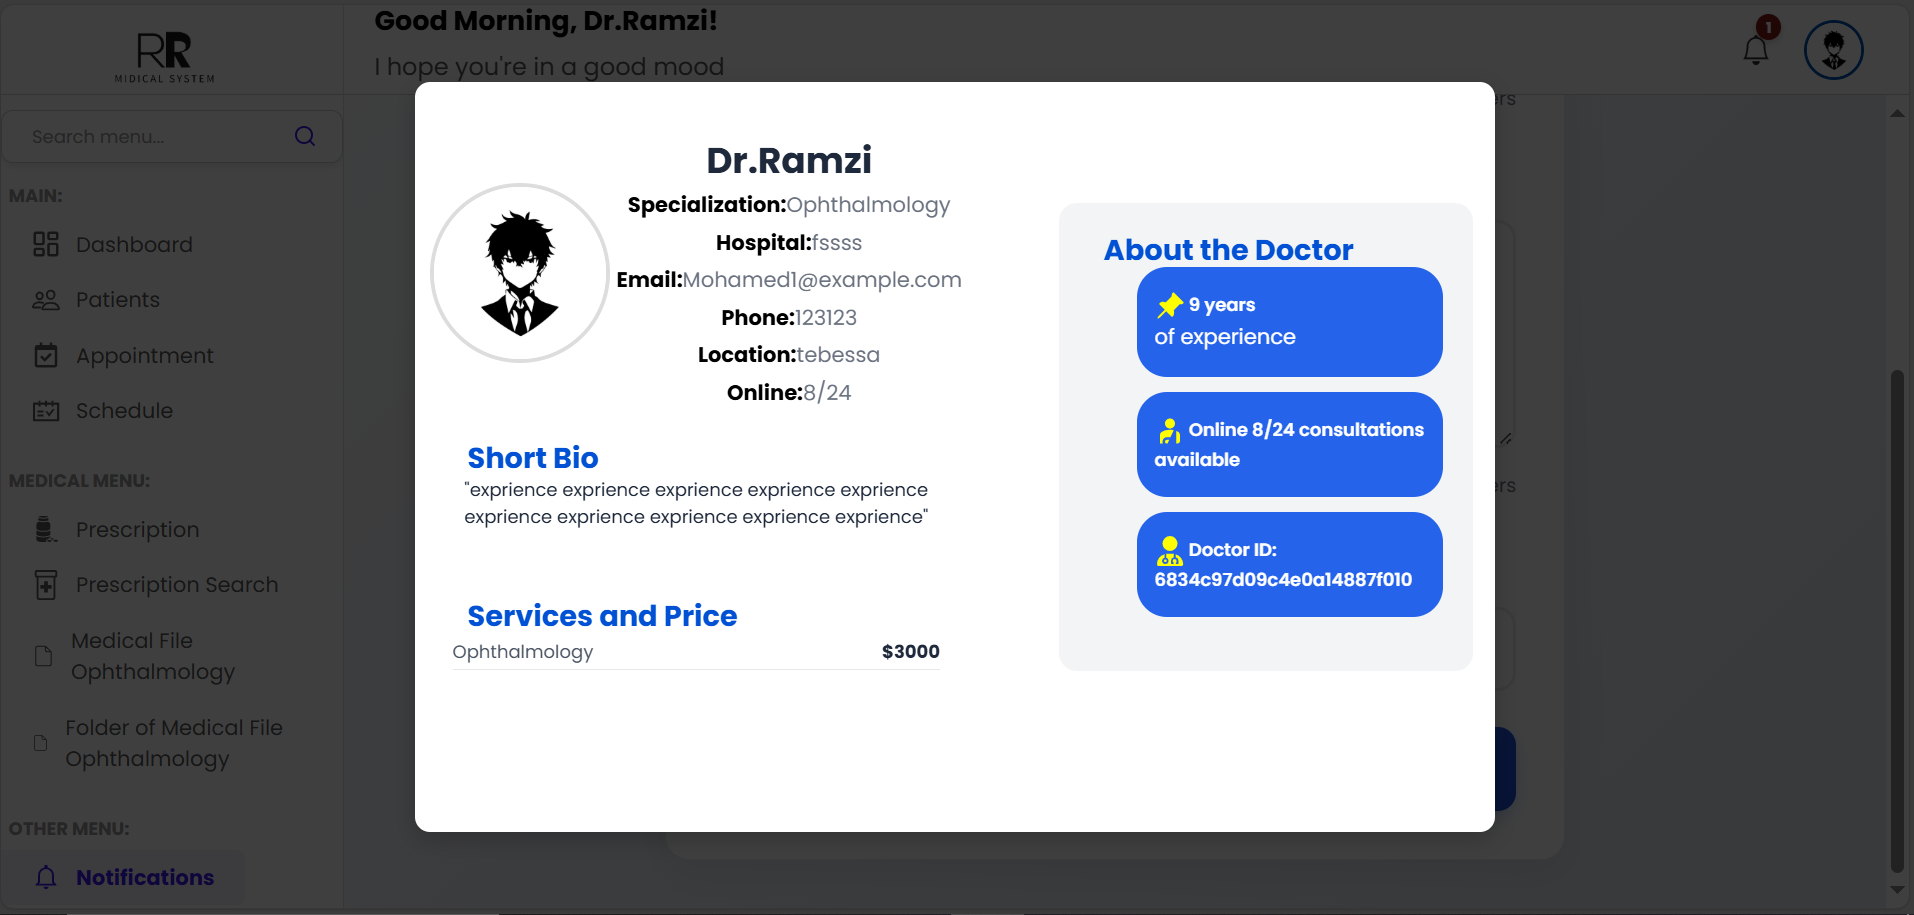 RR
MIDICAL SYSTEM
Good Morning, Dr.Ramzi!
I hope you're in a good mood
1
Search menu...
MAIN:
Dashboard
Patients
Appointment
Schedule
MEDICAL MENU:
Prescription
Prescription Search
Medical File
Ophthalmology
Folder of Medical File
Ophthalmology
OTHER MENU:
Notifications
Dr.Ramzi
Specialization:Ophthalmology
Hospital:fssss
Email:Mohamed1@example.com
Phone:123123
Location:tebessa
Online:8/24
Short Bio
"exprience exprience exprience exprience exprience
exprience exprience exprience exprience exprience"
Services and Price
Ophthalmology $3000
About the Doctor
9 years
of experience
Online 8/24 consultations
available
Doctor ID:
6834c97d09c4e0a14887f010